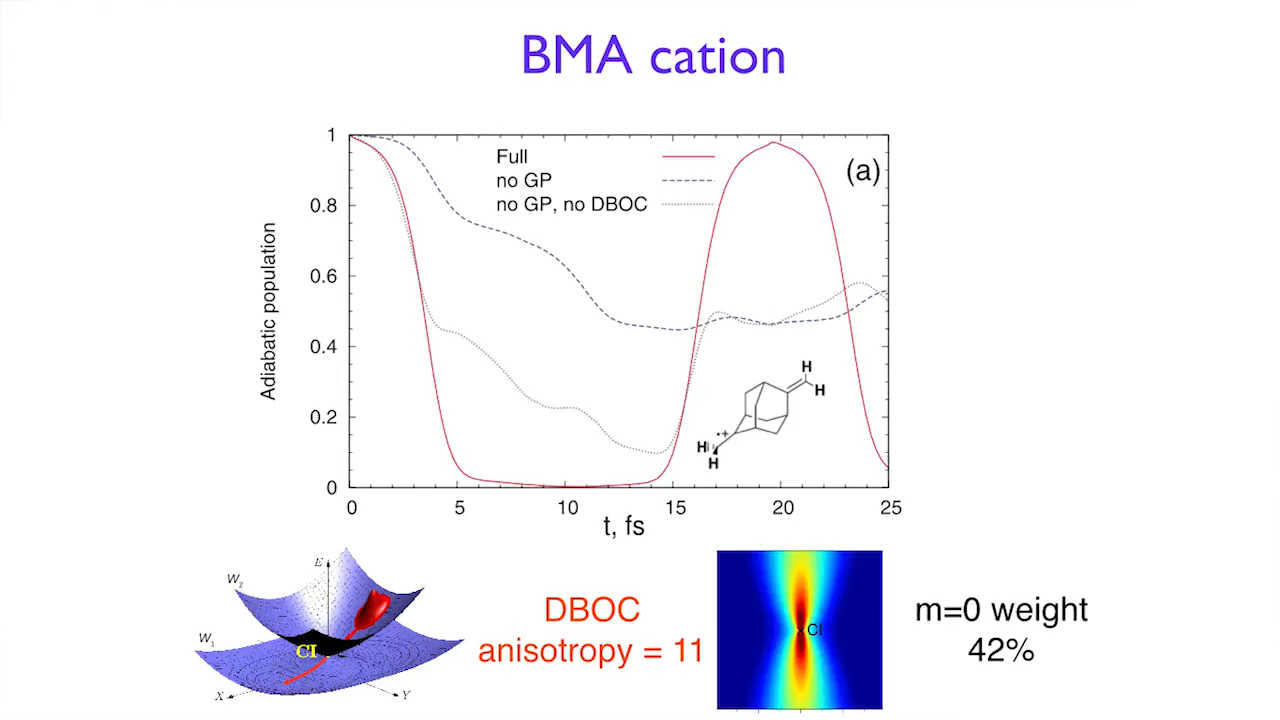 BMA cation
1
0.8
0.6
0.4
0.2
0
Adiabatic population
Full
no GP
no GP, no DBOC
(a)
H
H
•+
H
H
0 5 10 15 20 25
t, fs
E
W2
W1
CI
X
Y
DBOC
anisotropy = 11
CI
m=0 weight
42%